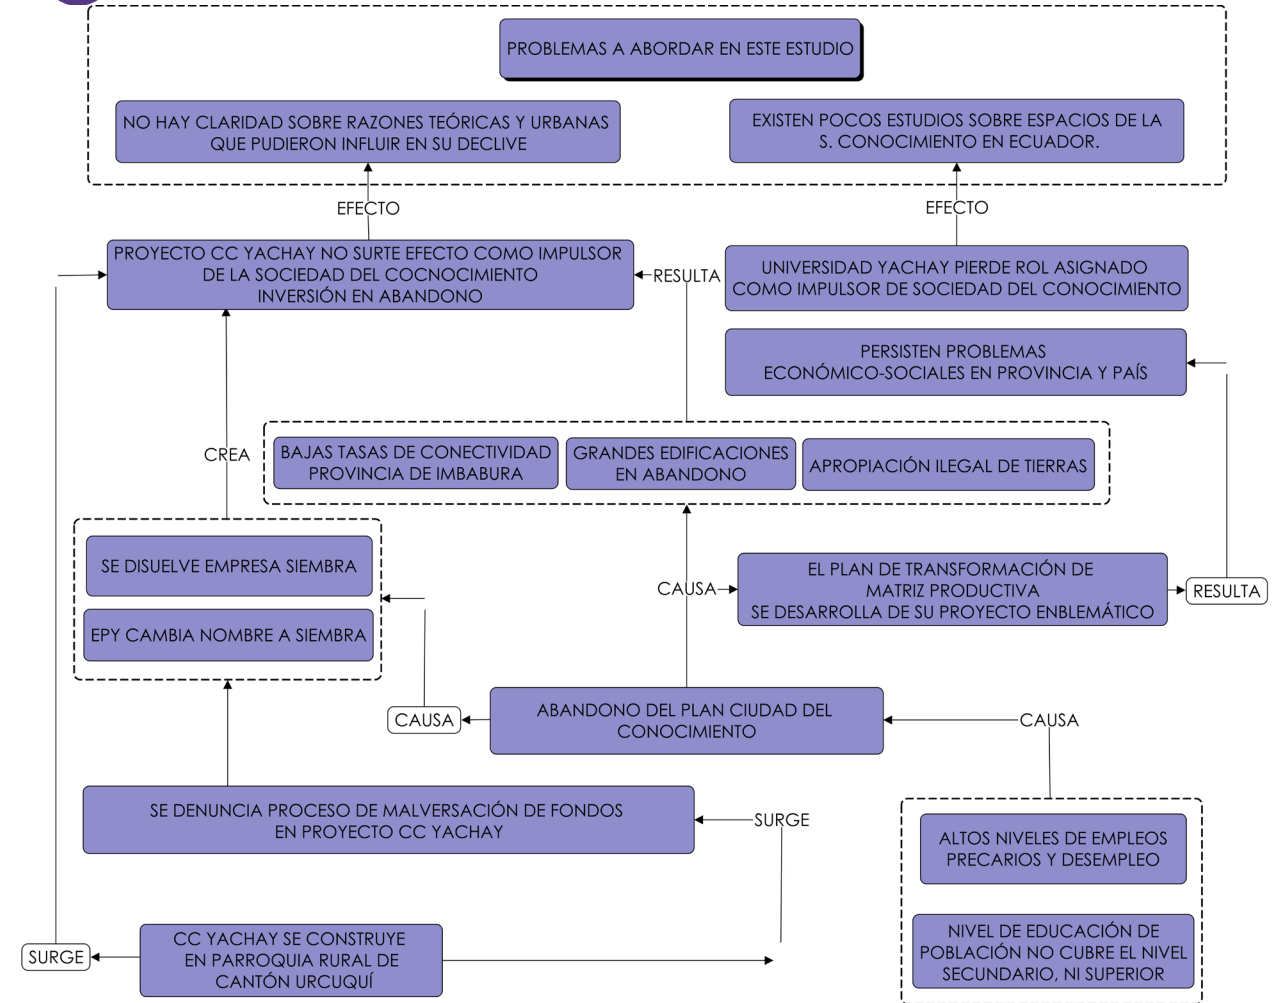 PROBLEMAS A ABORDAR EN ESTE ESTUDIO
NO HAY CLARIDAD SOBRE RAZONES TEÓRICAS Y URBANAS
QUE PUDIERON INFLUIR EN SU DECLIVE
EXISTEN POCOS ESTUDIOS SOBRE ESPACIOS DE LA
S. CONOCIMIENTO EN ECUADOR.
EFECTO
EFECTO
PROYECTO CC YACHAY NO SURTE EFECTO COMO IMPULSOR
DE LA SOCIEDAD DEL COCNOCIMIENTO
INVERSIÓN EN ABANDONO
RESULTA
UNIVERSIDAD YACHAY PIERDE ROL ASIGNADO
COMO IMPULSOR DE SOCIEDAD DEL CONOCIMIENTO
PERSISTEN PROBLEMAS
ECONÓMICO-SOCIALES EN PROVINCIA Y PAÍS
CREA
BAJAS TASAS DE CONECTIVIDAD
PROVINCIA DE IMBABURA
GRANDES EDIFICACIONES
EN ABANDONO
APROPIACIÓN ILEGAL DE TIERRAS
SE DISUELVE EMPRESA SIEMBRA
EPY CAMBIA NOMBRE A SIEMBRA
CAUSA
EL PLAN DE TRANSFORMACIÓN DE
MATRIZ PRODUCTIVA
SE DESARROLLA DE SU PROYECTO ENBLEMÁTICO
RESULTA
CAUSA
ABANDONO DEL PLAN CIUDAD DEL
CONOCIMIENTO
CAUSA
SE DENUNCIA PROCESO DE MALVERSACIÓN DE FONDOS
EN PROYECTO CC YACHAY
SURGE
ALTOS NIVELES DE EMPLEOS
PRECARIOS Y DESEMPLEO
NIVEL DE EDUCACIÓN DE
POBLACIÓN NO CUBRE EL NIVEL
SECUNDARIO, NI SUPERIOR
SURGE
CC YACHAY SE CONSTRUYE
EN PARROQUIA RURAL DE
CANTÓN URCUQUÍ